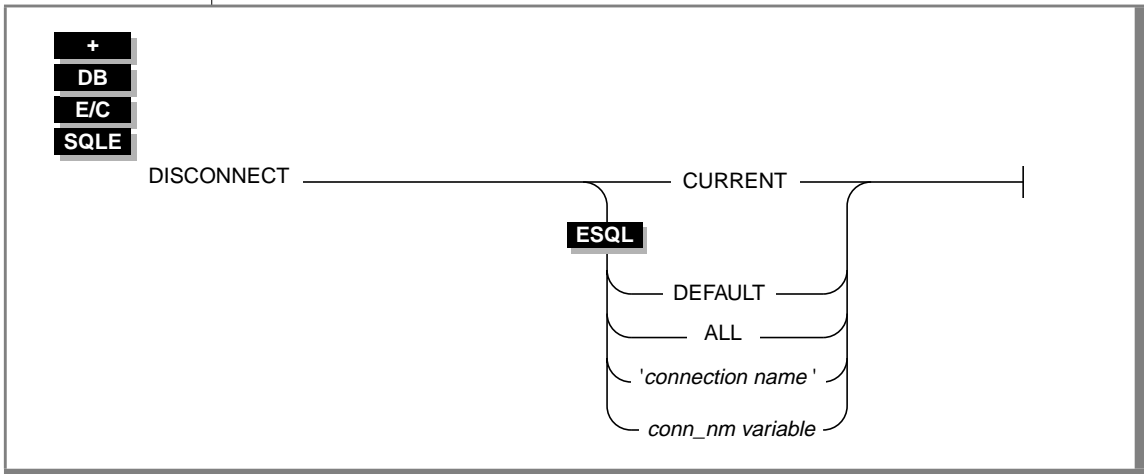 +
DB
E/C
SQLE
DISCONNECT CURRENT
ESQL
DEFAULT
ALL
'connection name '
conn_nm variable